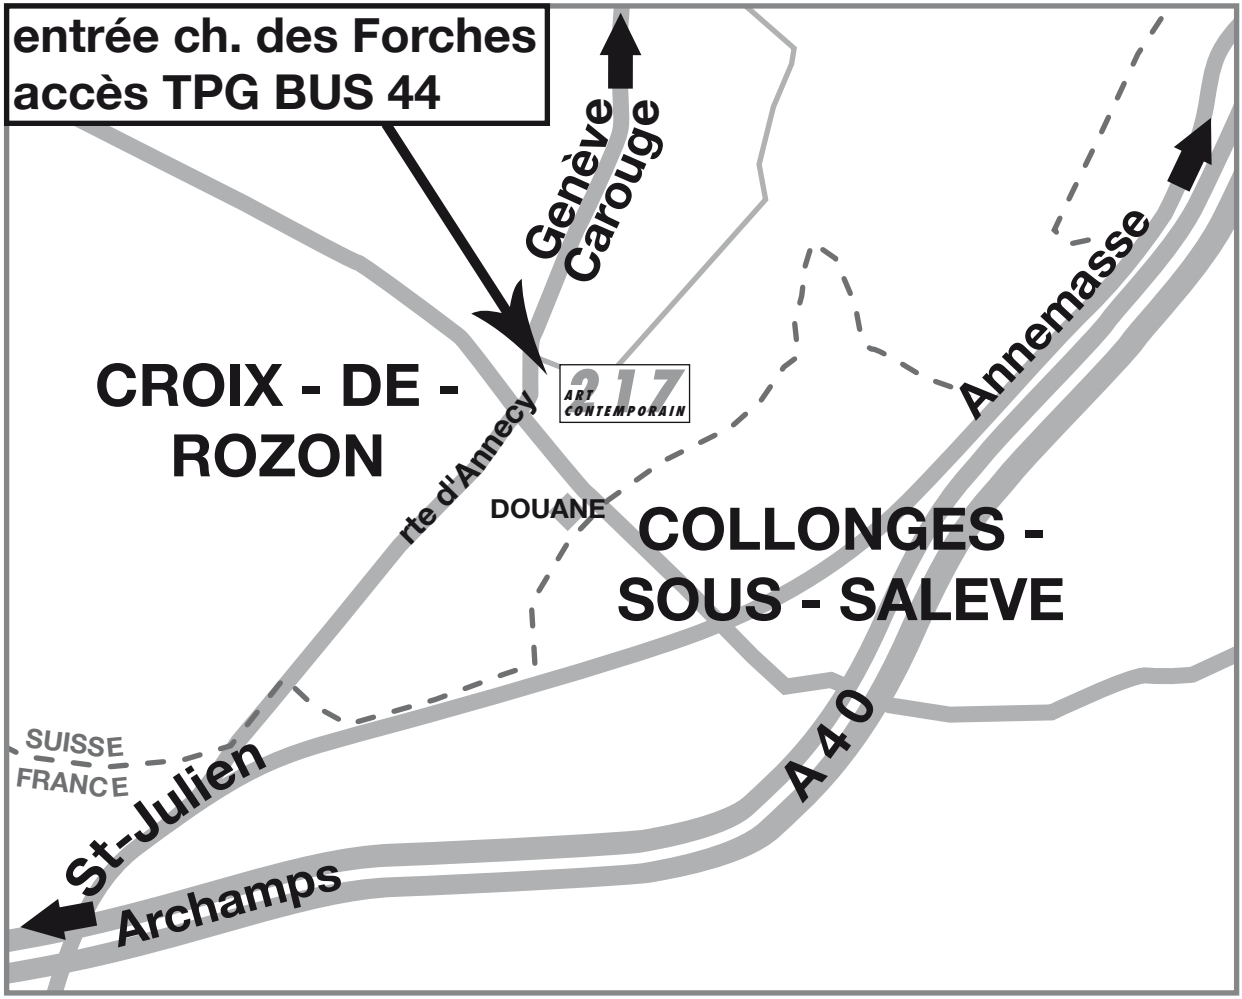 entrée ch. des Forches
accès TPG BUS 44
Genève
Carouge
Annemasse
CROIX - DE -
ROZON
217
ART
CONTEMPORAIN
rte d'Annecy
DOUANE
COLLONGES -
SOUS - SALEVE
A 40
SUISSE
FRANCE
St-Julien
Archamps